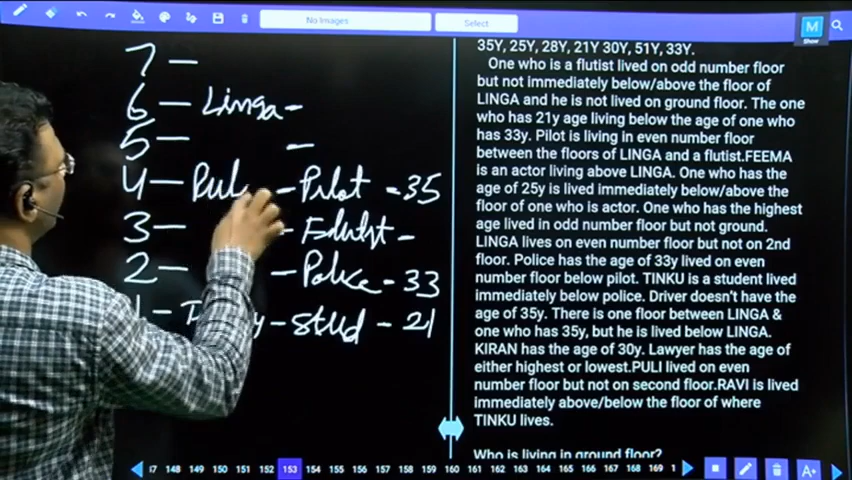 No Images
Select
Show
7 -
6 - Linga -
5 - -
4 - Pul - Pilot - 35
3 - - Flutist -
2 - - Police - 33
1 - T y - Stud - 21
35Y, 25Y, 28Y, 21Y 30Y, 51Y, 33Y.
One who is a flutist lived on odd number floor
but not immediately below/above the floor of
LINGA and he is not lived on ground floor. The one
who has 21y age living below the age of one who
has 33y. Pilot is living in even number floor
between the floors of LINGA and a flutist.FEEMA
is an actor living above LINGA. One who has the
age of 25y is lived immediately below/above the
floor of one who is actor. One who has the highest
age lived in odd number floor but not ground.
LINGA lives on even number floor but not on 2nd
floor. Police has the age of 33y lived on even
number floor below pilot. TINKU is a student lived
immediately below police. Driver doesn't have the
age of 35y. There is one floor between LINGA &
one who has 35y, but he is lived below LINGA.
KIRAN has the age of 30y. Lawyer has the age of
either highest or lowest.PULI lived on even
number floor but not on second floor.RAVI is lived
immediately above/below the floor of where
TINKU lives.
Who is living in ground floor?
147 148 149 150 151 152 153 154 155 156 157 158 159 160 161 162 163 164 165 166 167 168 169 1